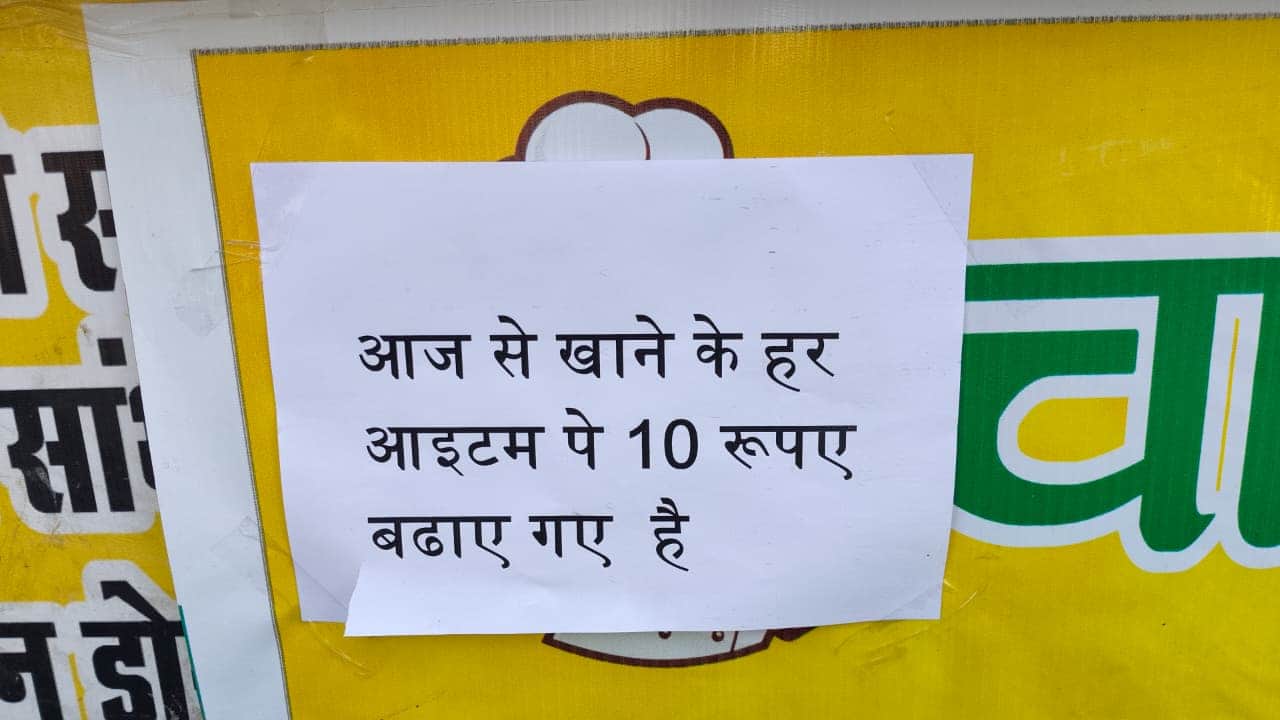 आज से खाने के हर
आइटम पे 10 रूपए
बढाए गए है